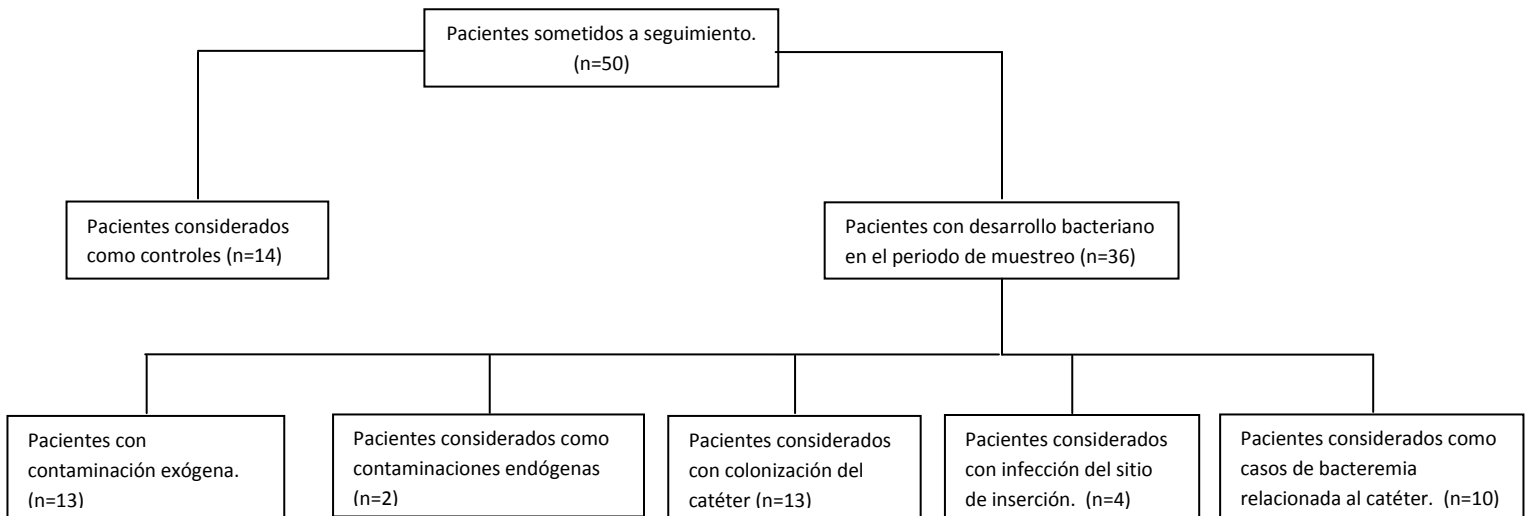 Pacientes sometidos a seguimiento.
(n=50)
Pacientes considerados
como controles (n=14)
Pacientes con desarrollo bacteriano
en el periodo de muestreo (n=36)
Pacientes con
contaminación exógena.
(n=13)
Pacientes considerados como
contaminaciones endógenas
(n=2)
Pacientes considerados
con colonización del
catéter (n=13)
Pacientes considerados
con infección del sitio
de inserción. (n=4)
Pacientes considerados como
casos de bacteremia
relacionada al catéter. (n=10)